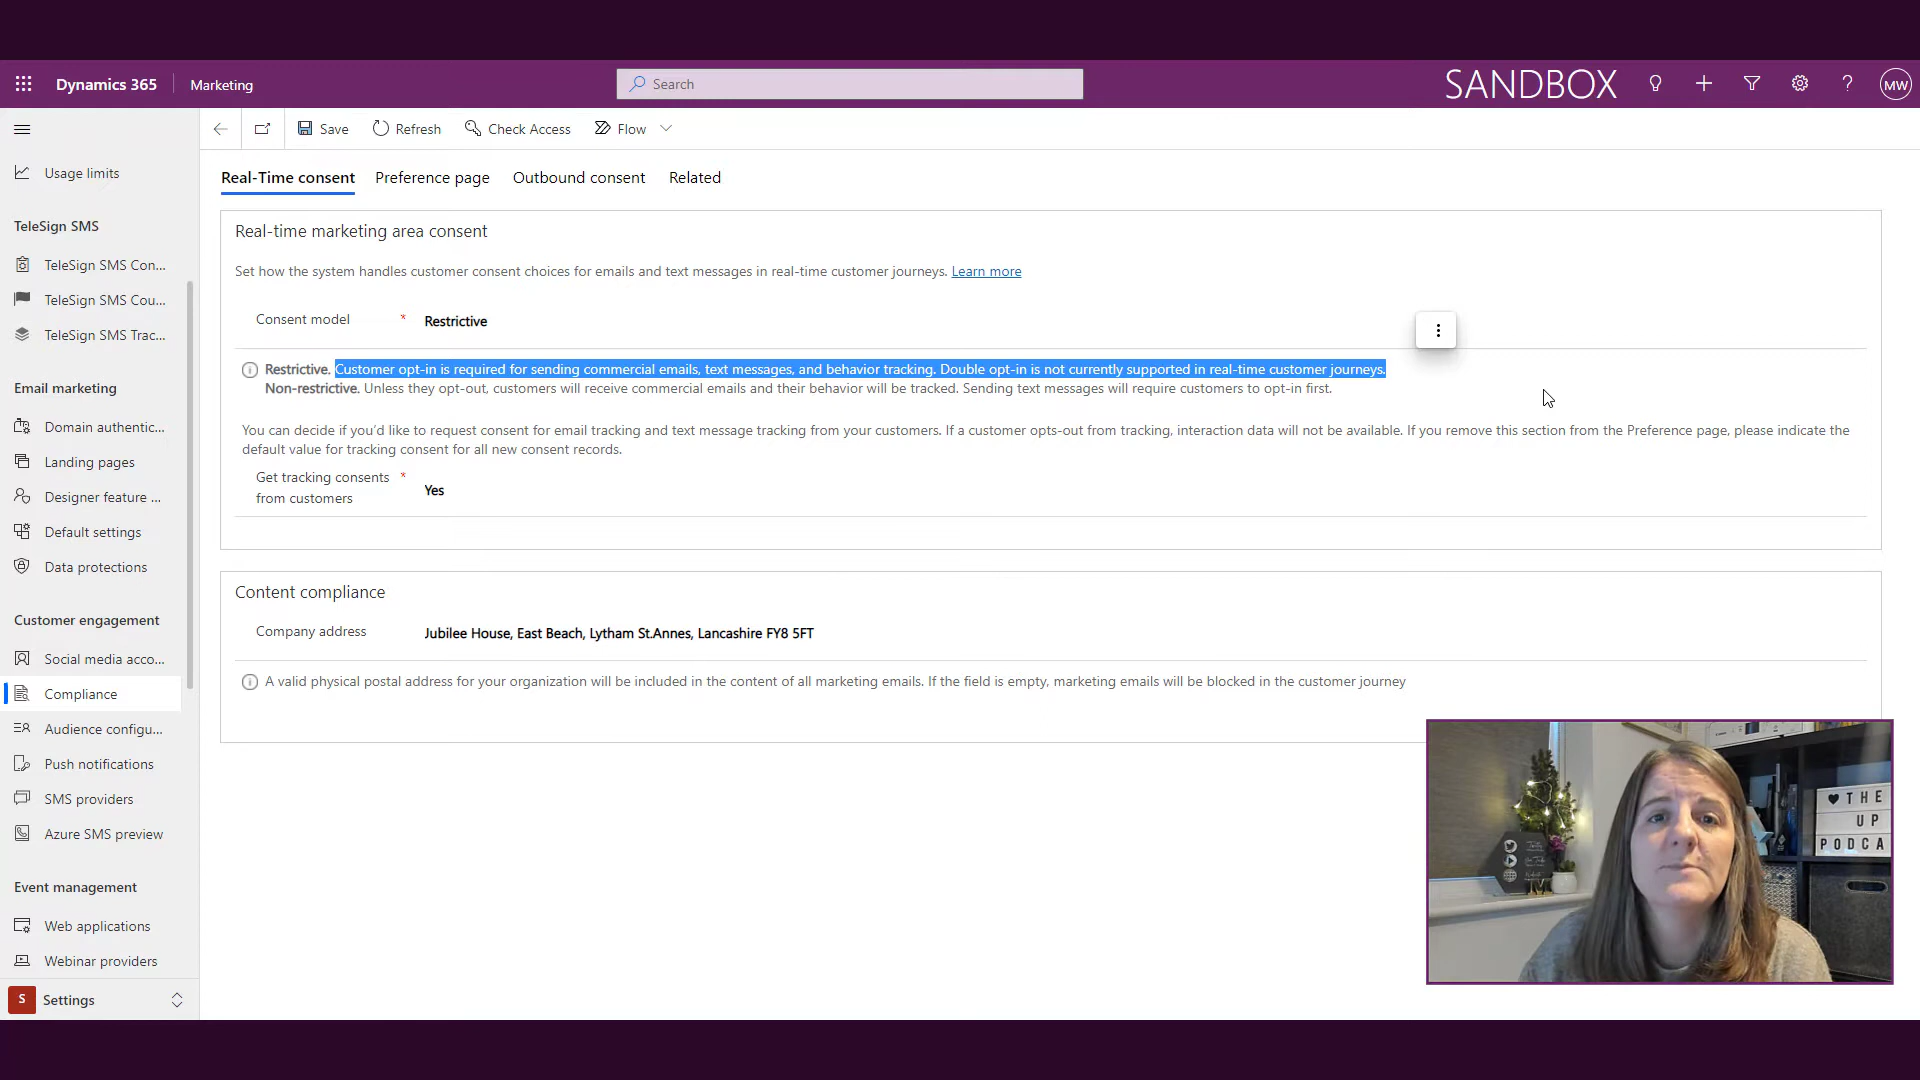 Dynamics 365 Marketing Search SANDBOX ? MW
Save Refresh Check Access Flow
Usage limits
TeleSign SMS
TeleSign SMS Con...
TeleSign SMS Cou...
TeleSign SMS Trac...
Email marketing
Domain authentic...
Landing pages
Designer feature ...
Default settings
Data protections
Customer engagement
Social media acco...
Compliance
Audience configu...
Push notifications
SMS providers
Azure SMS preview
Event management
Web applications
Webinar providers
S Settings
Real-Time consent Preference page Outbound consent Related
Real-time marketing area consent
Set how the system handles customer consent choices for emails and text messages in real-time customer journeys. Learn more
Consent model * Restrictive
Restrictive. Customer opt-in is required for sending commercial emails, text messages, and behavior tracking. Double opt-in is not currently supported in real-time customer journeys.
Non-restrictive. Unless they opt-out, customers will receive commercial emails and their behavior will be tracked. Sending text messages will require customers to opt-in first.
You can decide if you'd like to request consent for email tracking and text message tracking from your customers. If a customer opts-out from tracking, interaction data will not be available. If you remove this section from the Preference page, please indicate the
default value for tracking consent for all new consent records.
Get tracking consents * Yes
from customers
Content compliance
Company address Jubilee House, East Beach, Lytham St.Annes, Lancashire FY8 5FT
A valid physical postal address for your organization will be included in the content of all marketing emails. If the field is empty, marketing emails will be blocked in the customer journey
THE
UP
PODCA